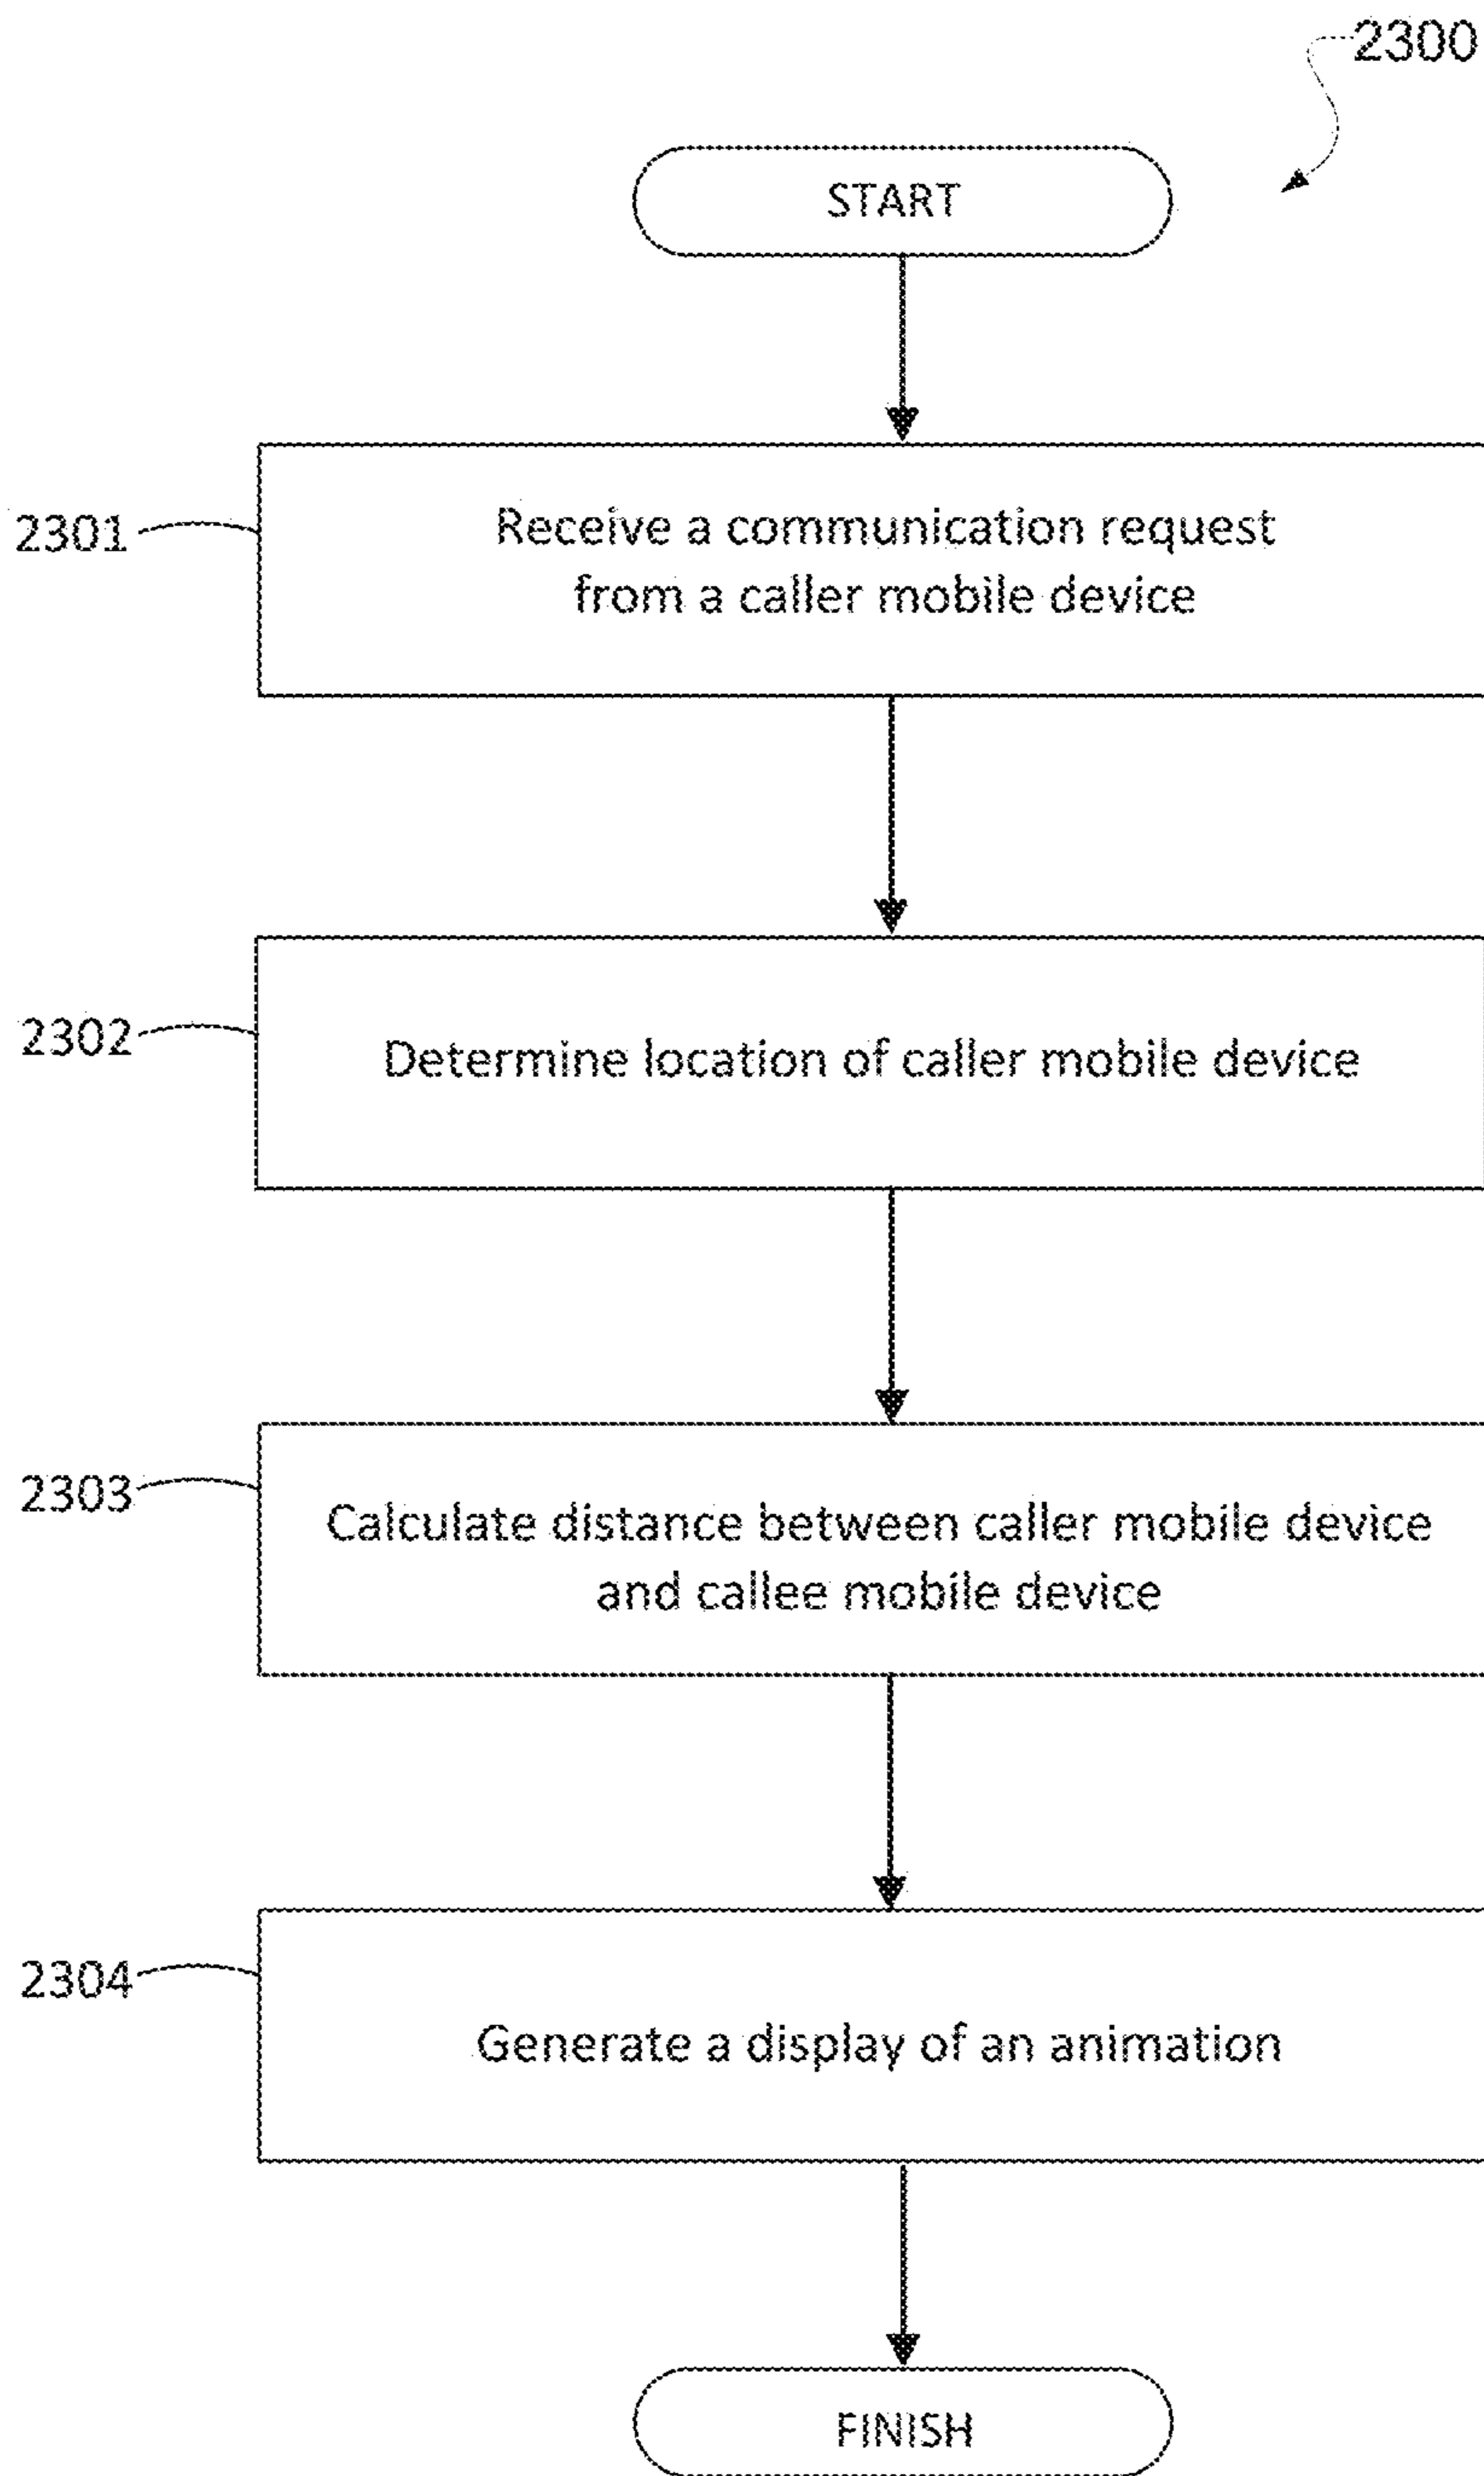 2300
START
2301
Receive a communication request
from a caller mobile device
2302
Determine location of caller mobile device
2303
Calculate distance between caller mobile device
and callee mobile device
2304
Generate a display of an animation
FINISH